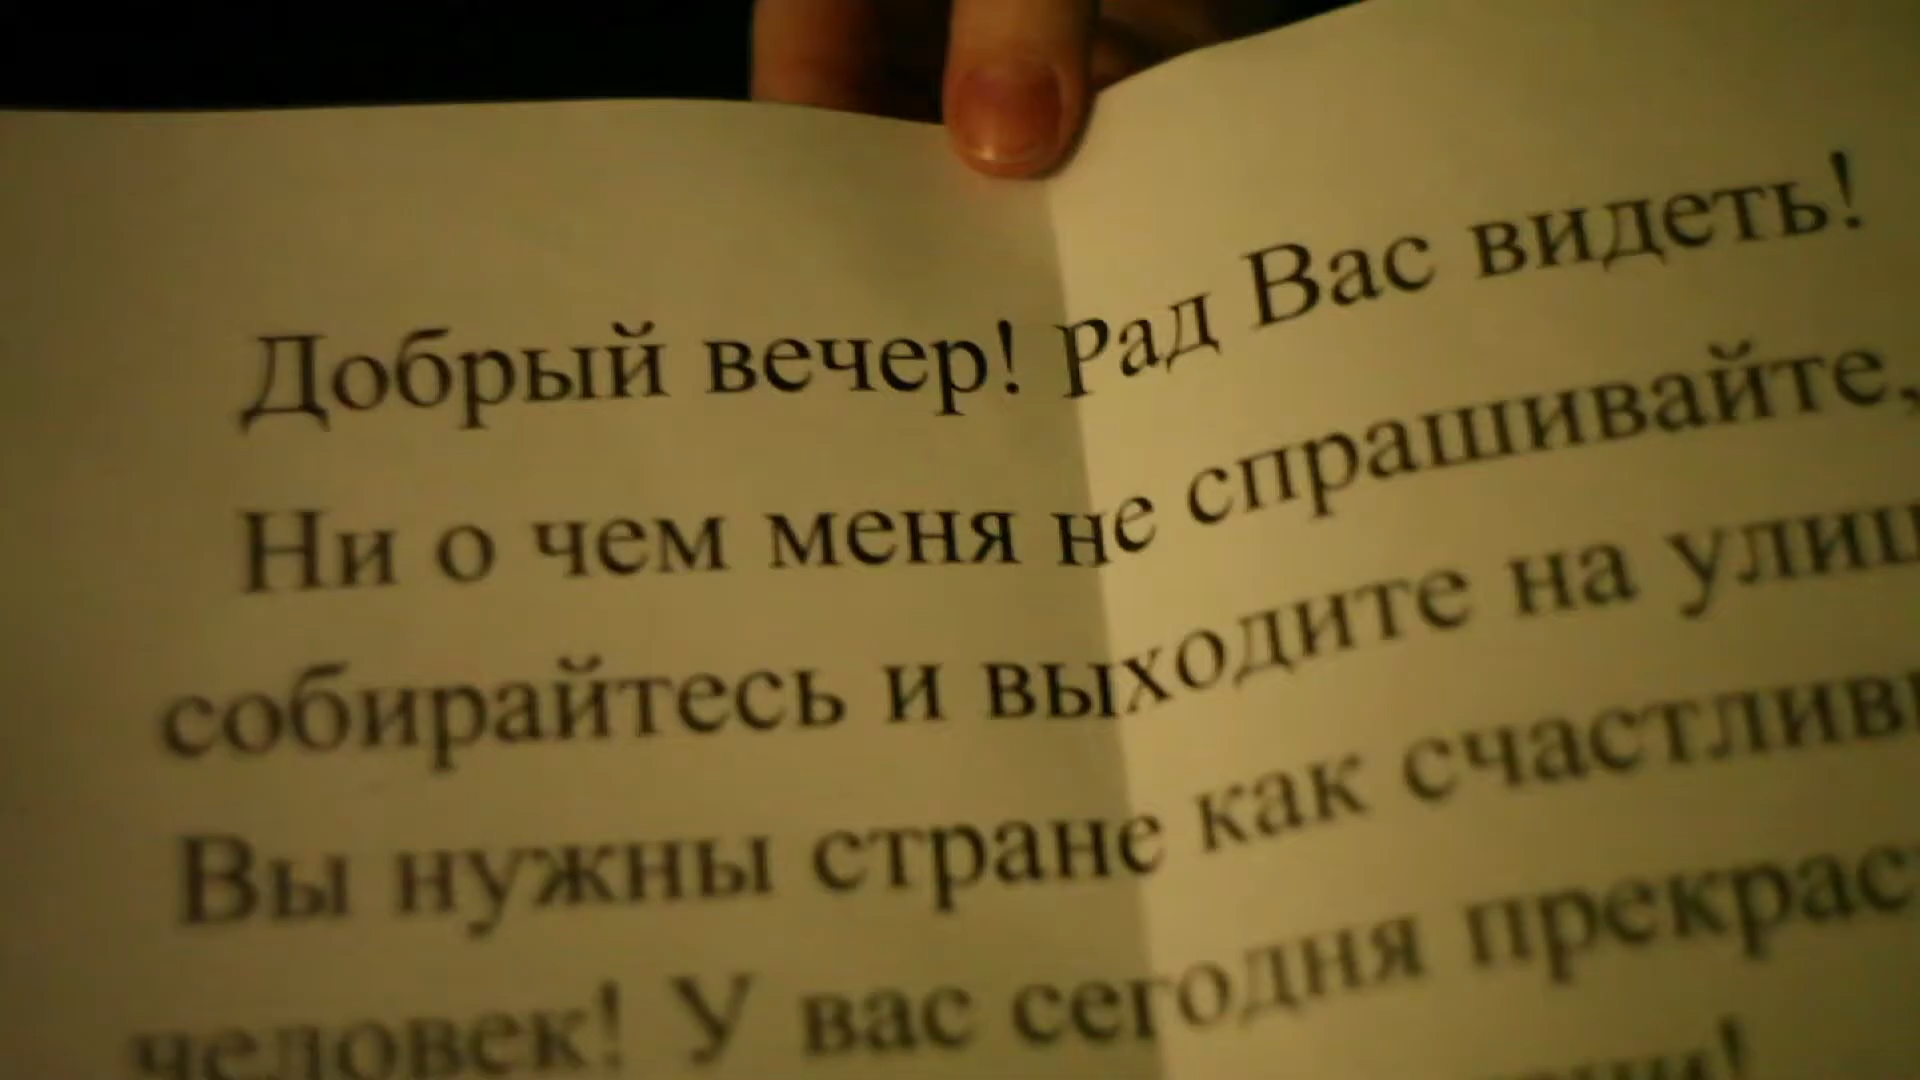 Добрый вечер! Рад Вас видеть!
Ни о чем меня не спрашивайте,
собирайтесь и выходите на
Вы нужны стране как
человек! У вас сегодня